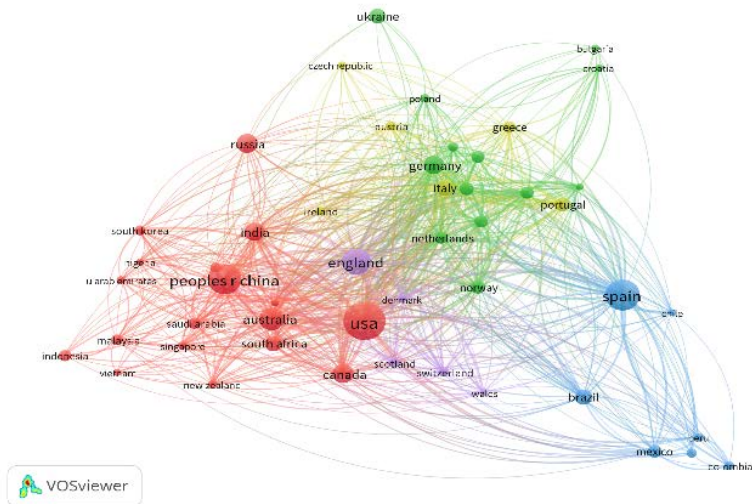 ukraine
bulgaria
czech republic
croatia
poland
austria
greece
russia
germany
italy
portugal
ireland
south korea
india
netherlands
nigeria
england
u arab emirates
peoples r china
norway
spain
denmark
chile
saudi arabia
australia
usa
malaysia
singapore
south africa
indonesia
scotland
vietnam
canada
switzerland
new zealand
wales
brazil
peru
mexico
colombia
VOSviewer